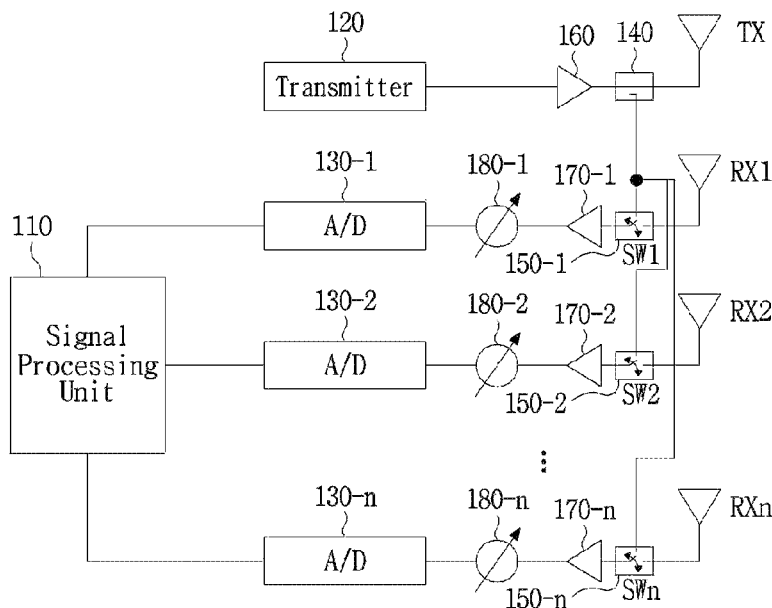 120
160
140
TX
Transmitter
130-1
180-1
170-1
RX1
110
A/D
150-1
SW1
130-2
180-2
170-2
RX2
Signal
Processing
Unit
A/D
150-2
SW2
130-n
180-n
170-n
RXn
A/D
150-n
SWn